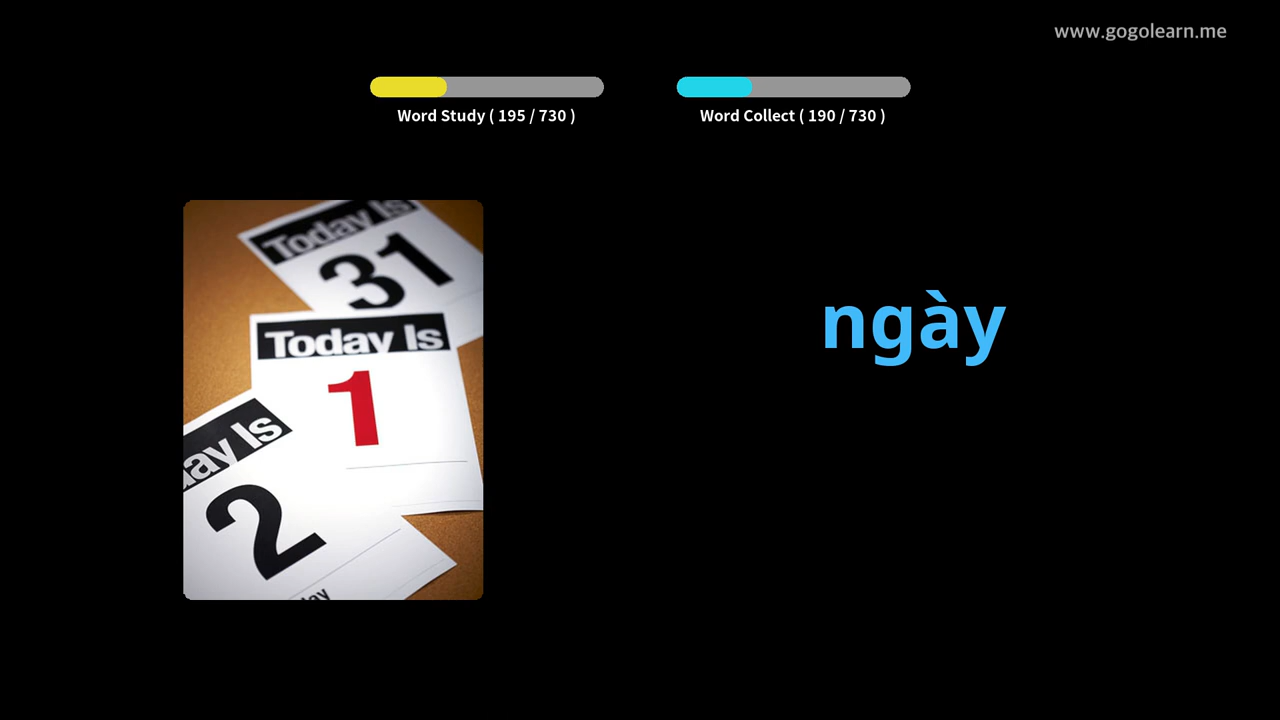 www.gogolearn.me
Word Study ( 195 / 730 )
Word Collect ( 190 / 730 )
Today Is
31
Today Is
1
ay Is
2
ngày